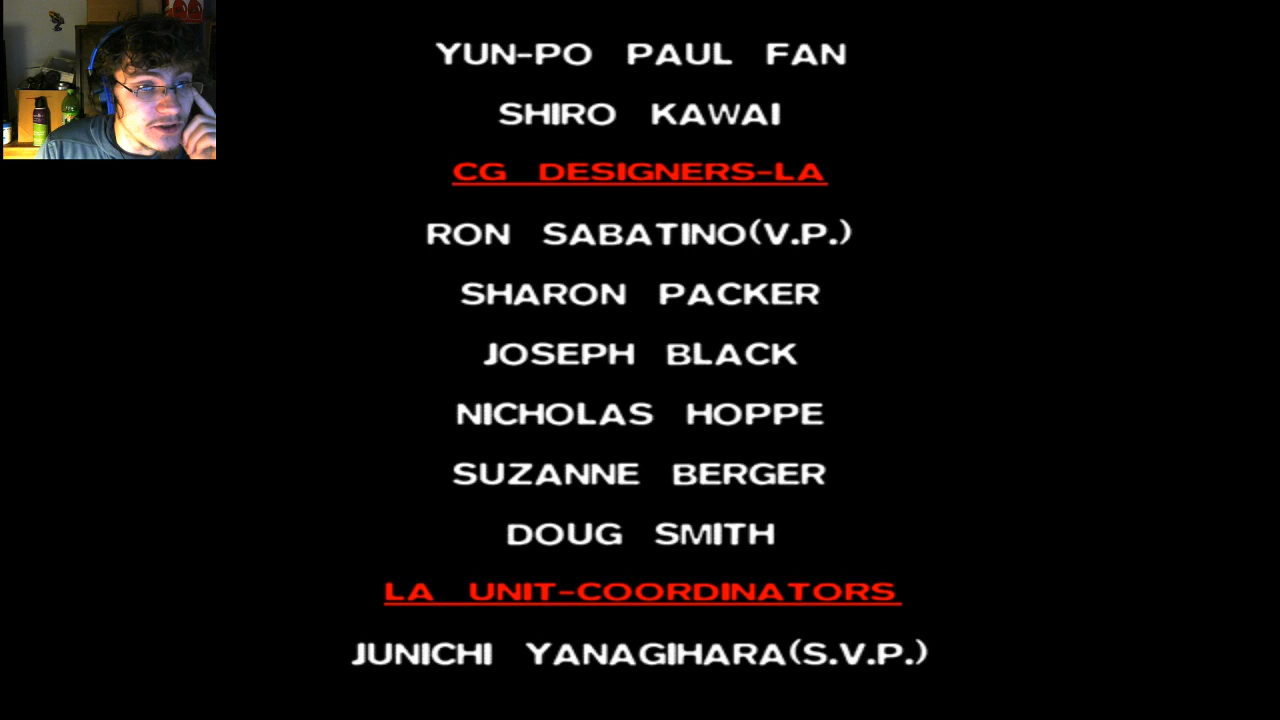 YUN-PO PAUL FAN
SHIRO KAWAI
CG DESIGNERS-LA
RON SABATINO(V.P.)
SHARON PACKER
JOSEPH BLACK
NICHOLAS HOPPE
SUZANNE BERGER
DOUG SMITH
LA UNIT-COORDINATORS
JUNICHI YANAGIHARA(S.V.P.)